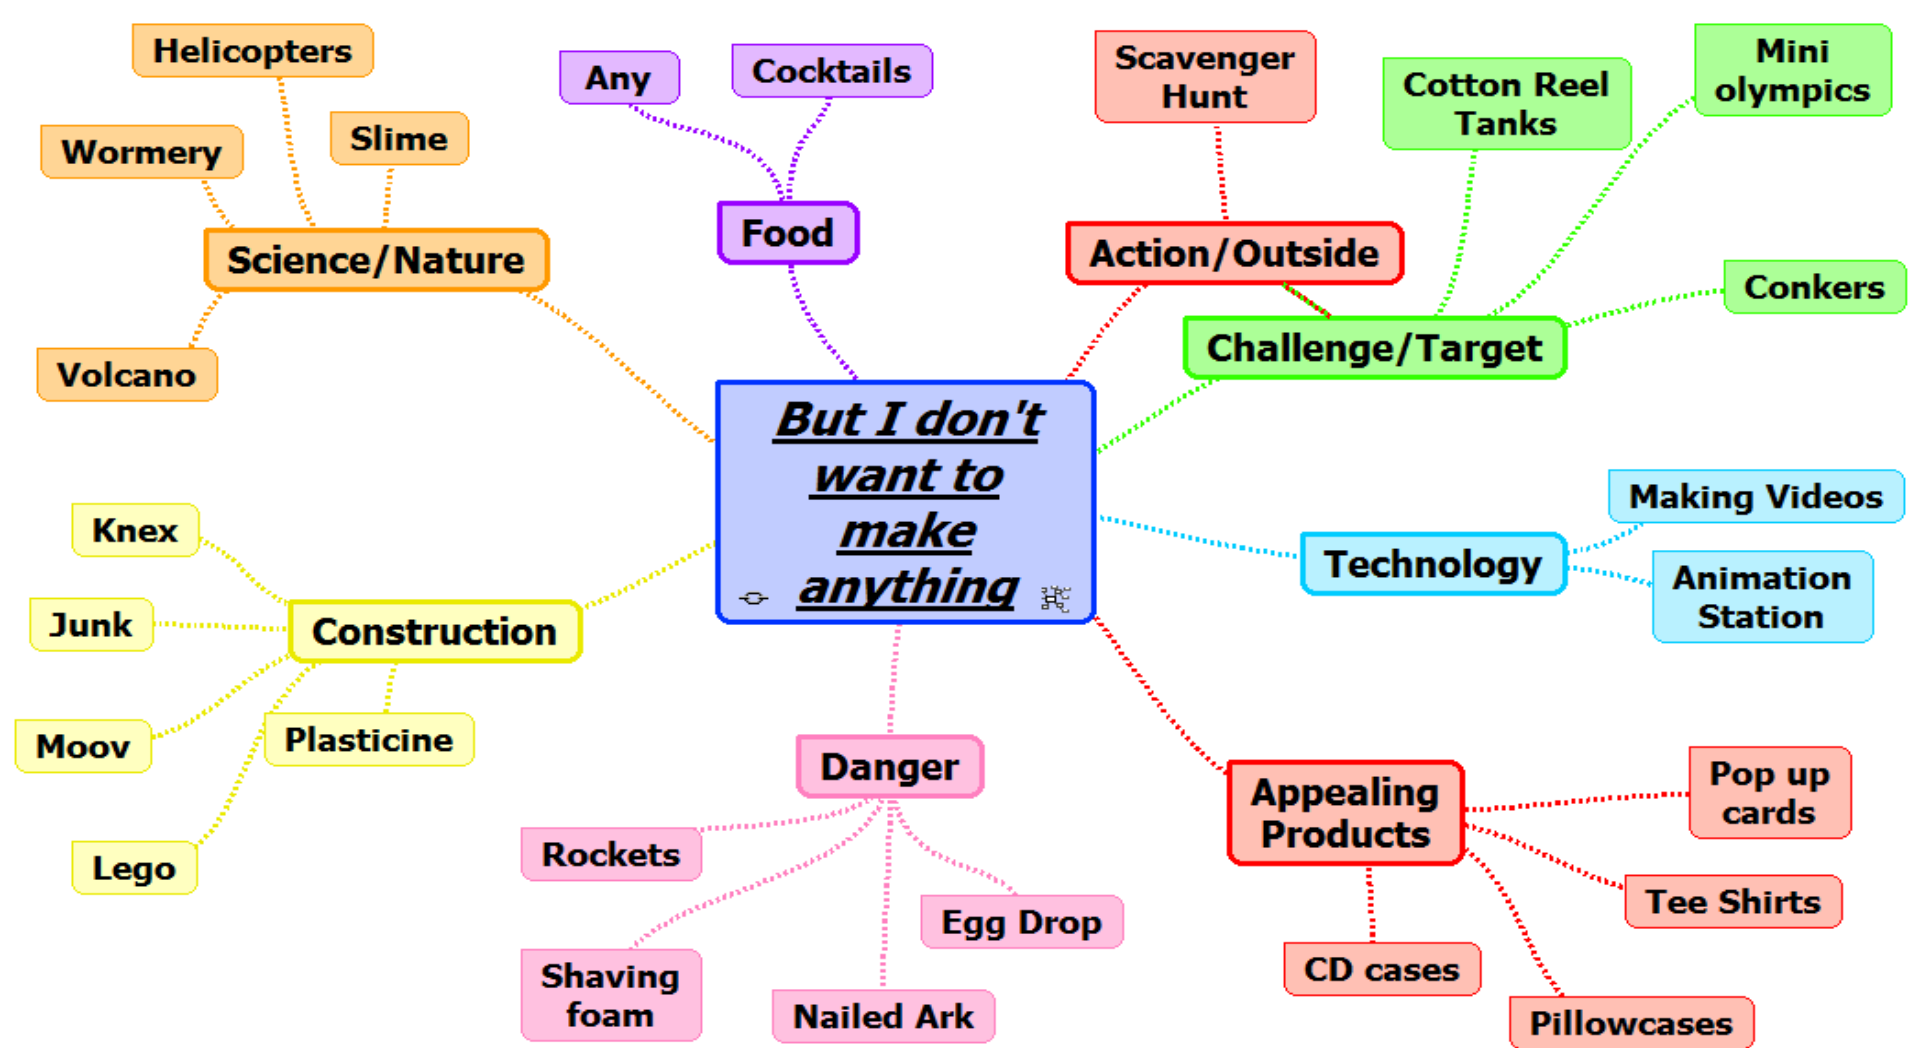 But I don't
want to
make
anything
Science/Nature
Helicopters
Wormery
Slime
Volcano
Food
Any
Cocktails
Action/Outside
Scavenger
Hunt
Challenge/Target
Cotton Reel
Tanks
Mini
olympics
Conkers
Technology
Making Videos
Animation
Station
Appealing
Products
Pop up
cards
Tee Shirts
Pillowcases
CD cases
Danger
Rockets
Shaving
foam
Nailed Ark
Egg Drop
Construction
Knex
Junk
Moov
Lego
Plasticine